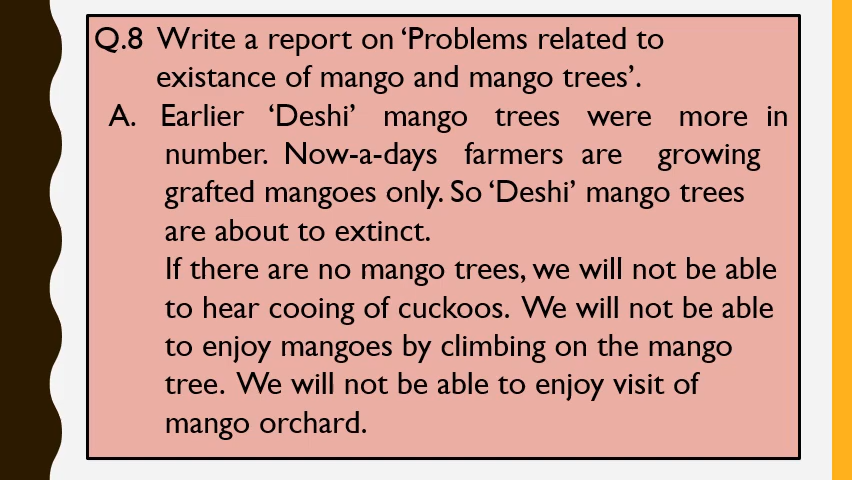 Q.8 Write a report on ‘Problems related to
existance of mango and mango trees’.
A. Earlier ‘Deshi’ mango trees were more in
number. Now-a-days farmers are growing
grafted mangoes only. So ‘Deshi’ mango trees
are about to extinct.
If there are no mango trees, we will not be able
to hear cooing of cuckoos. We will not be able
to enjoy mangoes by climbing on the mango
tree. We will not be able to enjoy visit of
mango orchard.